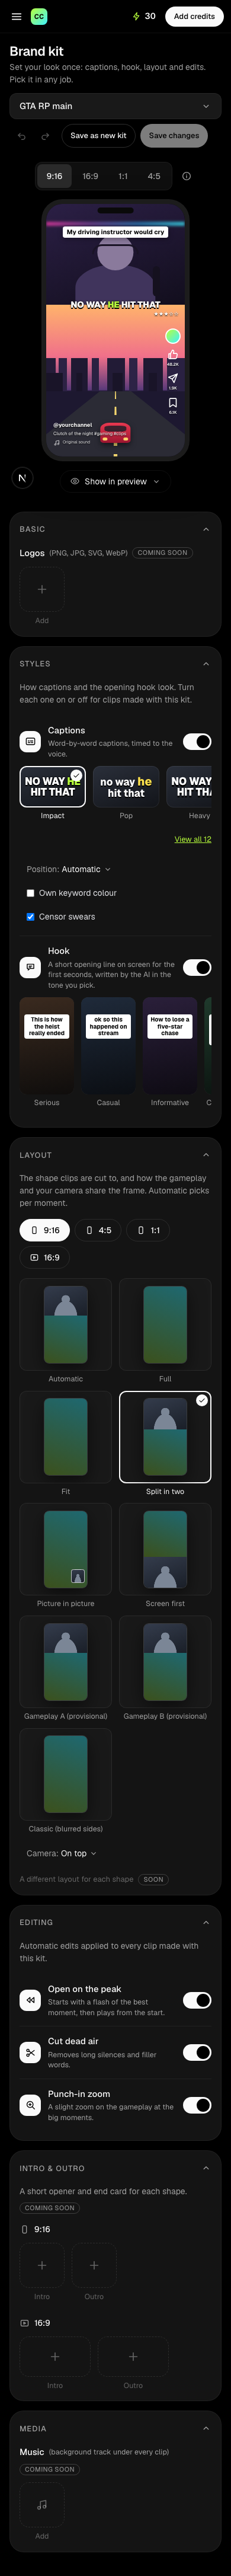 CC
30
Add credits
Brand kit
Set your look once: captions, hook, layout and edits.
Pick it in any job.
GTA RP main
Save as new kit
Save changes
9:16
16:9
1:1
4:5
My driving instructor would cry
NO WAY HE HIT THAT
48.2K
1.9K
8.1K
@yourchannel
Clutch of the night #gaming #clips
Original sound
N
Show in preview
BASIC
Logos (PNG, JPG, SVG, WebP) COMING SOON
Add
STYLES
How captions and the opening hook look. Turn
each one on or off for clips made with this kit.
Captions
Word-by-word captions, timed to the
voice.
NO WAY HE
HIT THAT
Impact
no way he
hit that
Pop
NO WAY
HIT THA
Heavy
View all 12
Position: Automatic
Own keyword colour
Censor swears
Hook
A short opening line on screen for the
first seconds, written by the AI in the
tone you pick.
This is how
the heist
really ended
Serious
ok so this
happened on
stream
Casual
How to lose a
five-star
chase
Informative
C
LAYOUT
The shape clips are cut to, and how the gameplay
and your camera share the frame. Automatic picks
per moment.
9:16
4:5
1:1
16:9
Automatic
Full
Fit
Split in two
Picture in picture
Screen first
Gameplay A (provisional)
Gameplay B (provisional)
Classic (blurred sides)
Camera: On top
A different layout for each shape SOON
EDITING
Automatic edits applied to every clip made with
this kit.
Open on the peak
Starts with a flash of the best
moment, then plays from the start.
Cut dead air
Removes long silences and filler
words.
Punch-in zoom
A slight zoom on the gameplay at the
big moments.
INTRO & OUTRO
A short opener and end card for each shape.
COMING SOON
9:16
Intro
Outro
16:9
Intro
Outro
MEDIA
Music (background track under every clip)
COMING SOON
Add